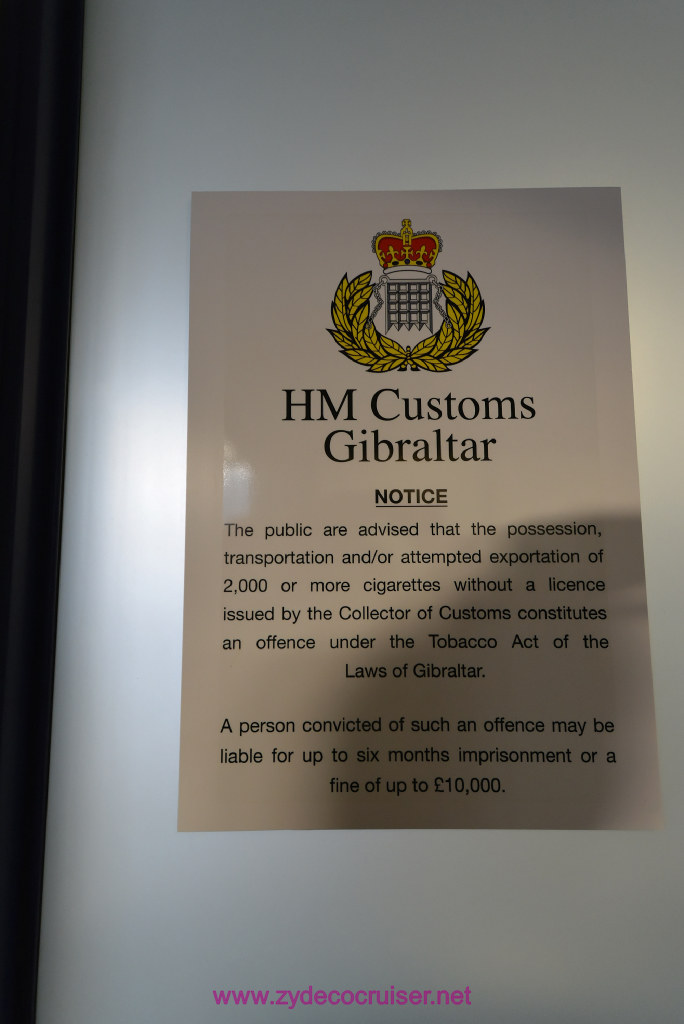 HM Customs
Gibraltar
NOTICE
The public are advised that the possession,
transportation and/or attempted exportation of
2,000 or more cigarettes without a licence
issued by the Collector of Customs constitutes
an offence under the Tobacco Act of the
Laws of Gibraltar.
A person convicted of such an offence may be
liable for up to six months imprisonment or a
fine of up to £10,000.
www.zydecocruiser.net